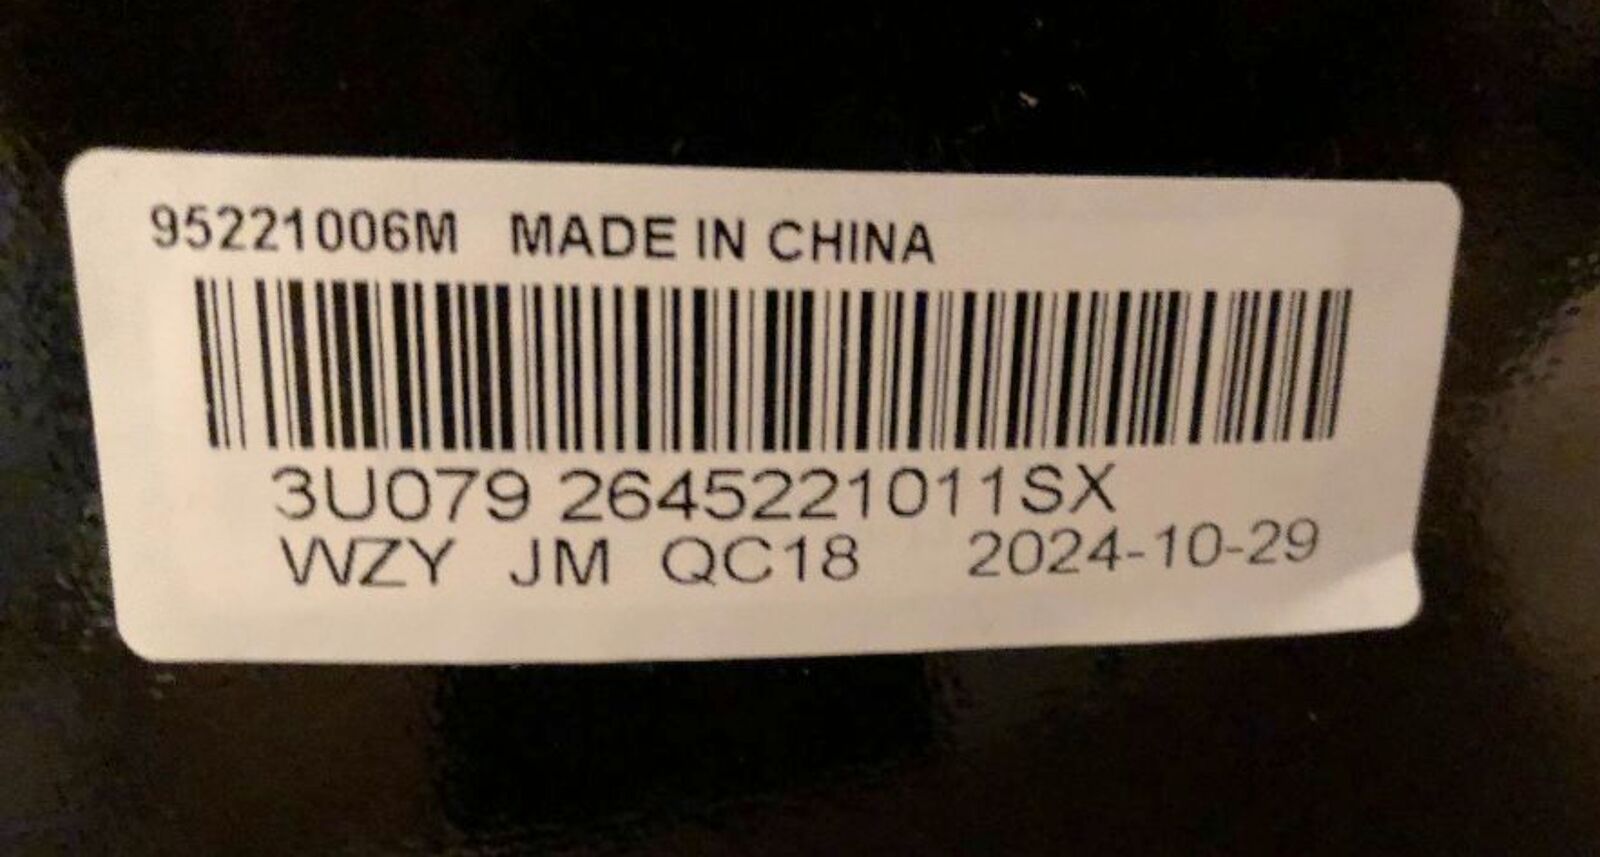 95221006M MADE IN CHINA
3U079 2645221011SX
WZY JM QC18 2024-10-29